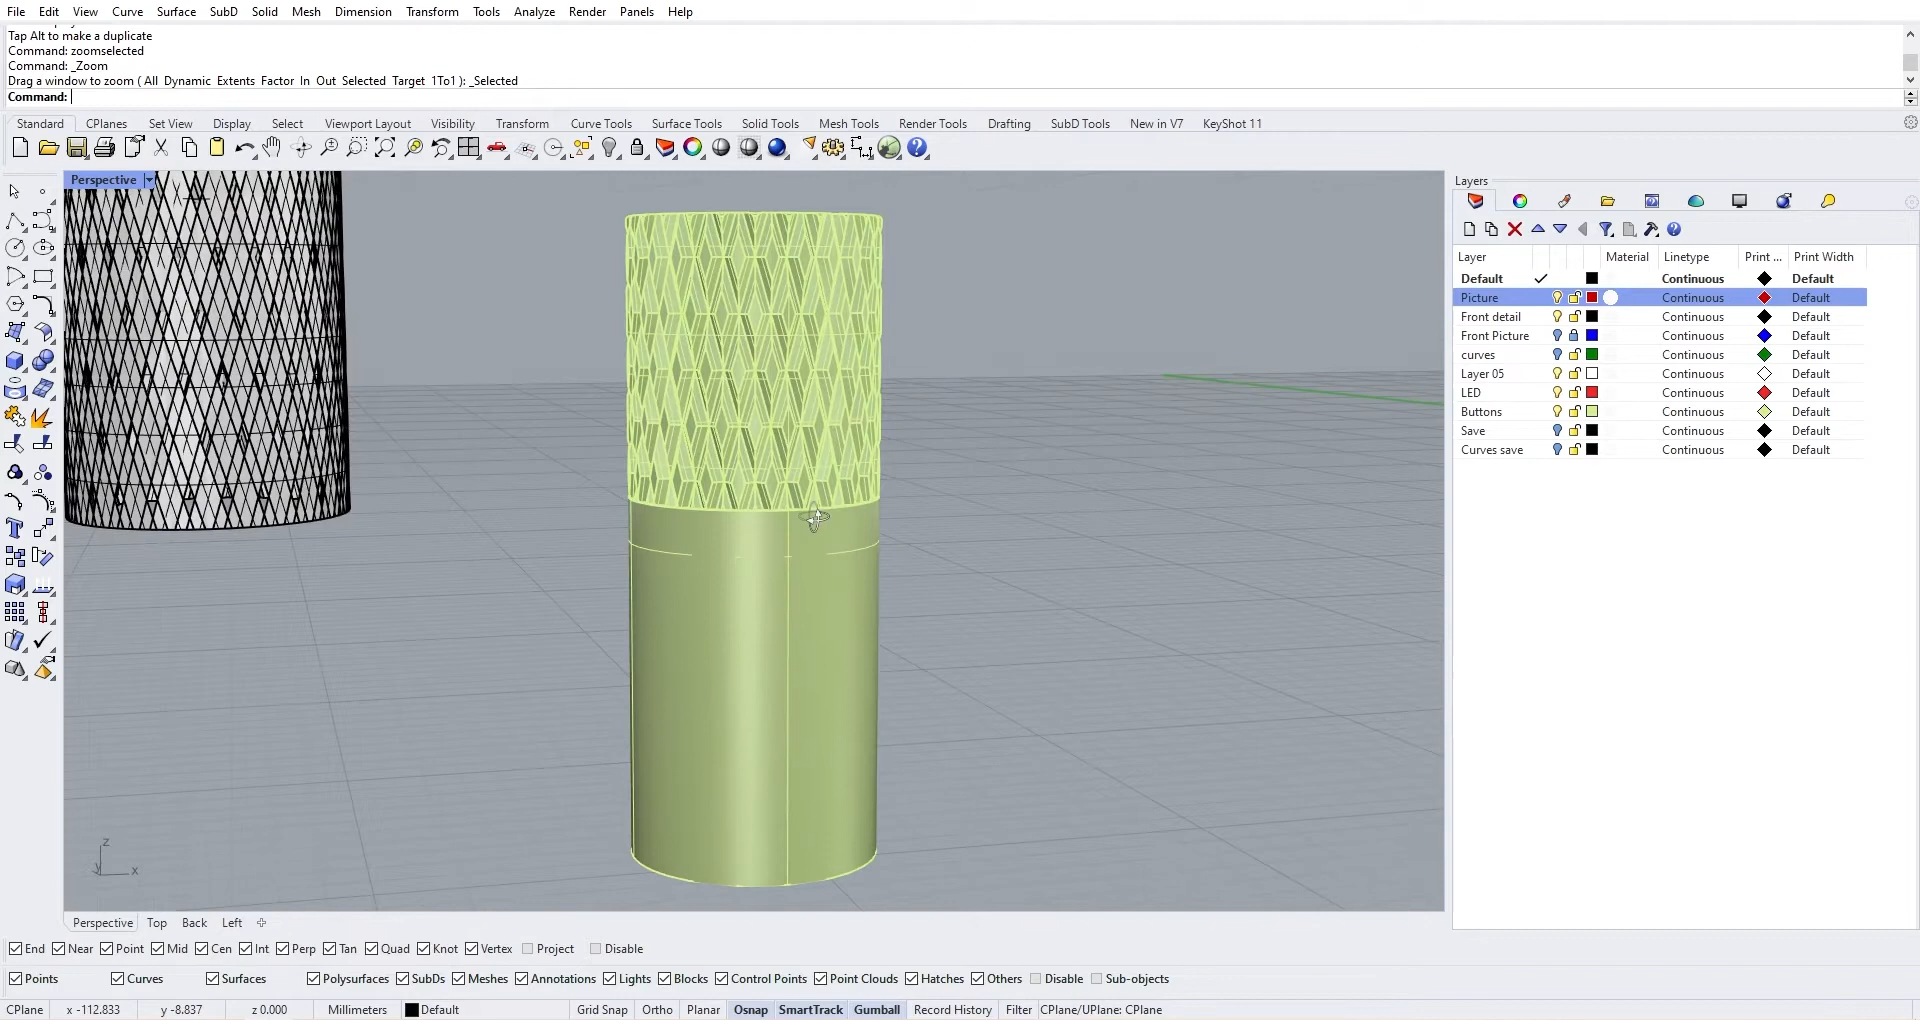 File Edit View Curve Surface SubD Solid Mesh Dimension Transform Tools Analyze Render Panels Help
Tap Alt to make a duplicate
Command: zoomselected
Command: _Zoom
Drag a window to zoom ( All Dynamic Extents Factor In Out Selected Target 1To1 ): _Selected
Command:
Standard CPlanes Set View Display Select Viewport Layout Visibility Transform Curve Tools Surface Tools Solid Tools Mesh Tools Render Tools Drafting SubD Tools New in V7 KeyShot 11
Perspective
Layers
Layer Material Linetype Print ... Print Width
Default Continuous Default
Picture Continuous Default
Front detail Continuous Default
Front Picture Continuous Default
curves Continuous Default
Layer 05 Continuous Default
LED Continuous Default
Buttons Continuous Default
Save Continuous Default
Curves save Continuous Default
z
y x
Perspective Top Back Left
End Near Point Mid Cen Int Perp Tan Quad Knot Vertex Project Disable
Points Curves Surfaces Polysurfaces SubDs Meshes Annotations Lights Blocks Control Points Point Clouds Hatches Others Disable Sub-objects
CPlane x -112.833 y -8.837 z 0.000 Millimeters Default Grid Snap Ortho Planar Osnap SmartTrack Gumball Record History Filter CPlane/UPlane: CPlane